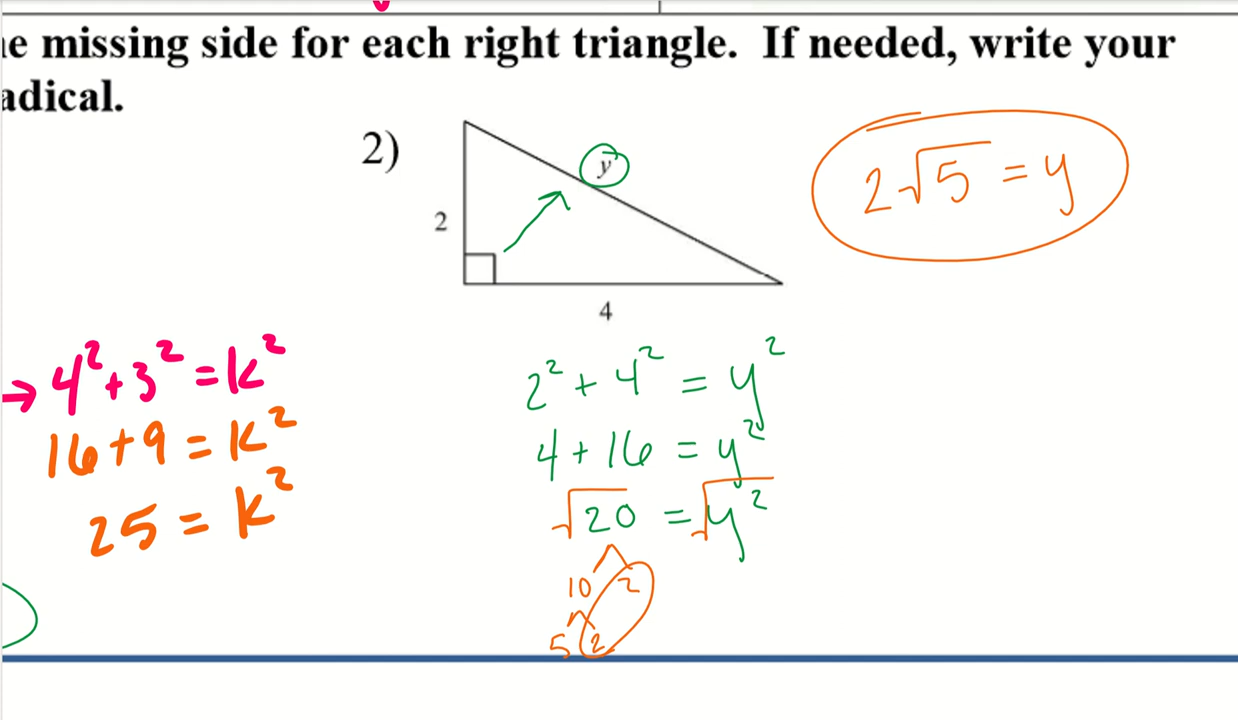 e missing side for each right triangle. If needed, write your
adical.
2)
y
2
4
2√5 = y
→ 4² + 3² = k²
16 + 9 = k²
25 = k²
2² + 4² = y²
4 + 16 = y²
√20 = √y²
10 2
5 2